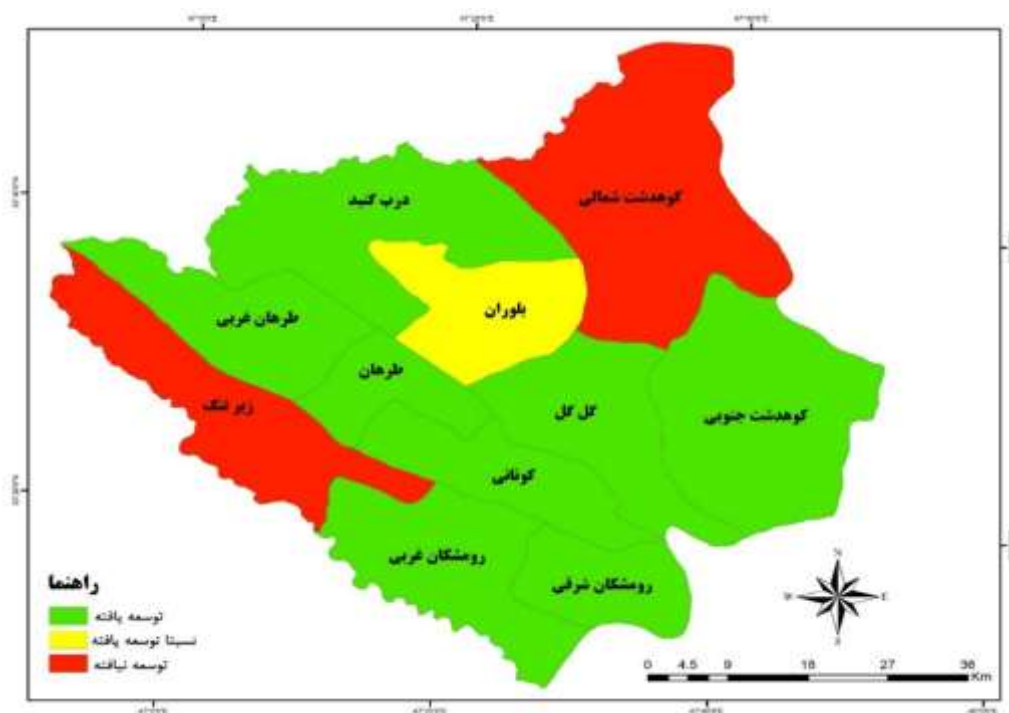 کوهدشت شمالی
درب گنبد
بلوران
طرهان غربی
طرهان
گل گل
کوهدشت جنوبی
زیر تنگ
کونانی
رومشکان غربی
رومشکان شرقی
راهنما
توسعه یافته
نسبتا توسعه یافته
توسعه نیافته
N
W
E
S
0 4.5 9 18 27 36
Km